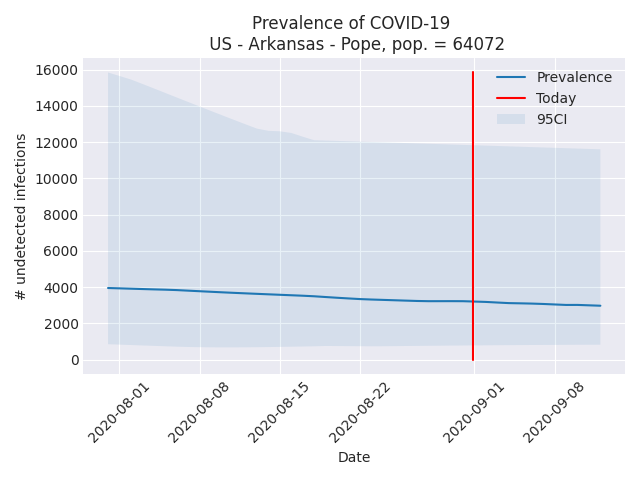 Prevalence of COVID-19
US - Arkansas - Pope, pop. = 64072
# undetected infections
16000
14000
12000
10000
8000
6000
4000
2000
0
Prevalence
Today
95CI
2020-08-01
2020-08-08
2020-08-15
2020-08-22
2020-09-01
2020-09-08
Date